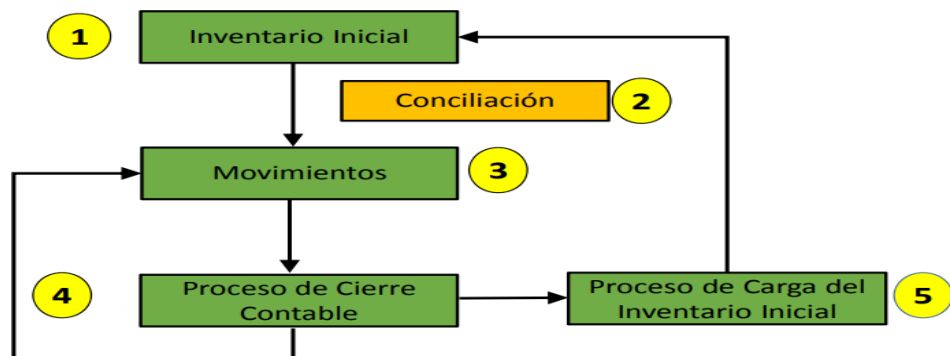 1
Inventario Inicial
Conciliación
2
Movimientos
3
4
Proceso de Cierre
Contable
Proceso de Carga del
Inventario Inicial
5